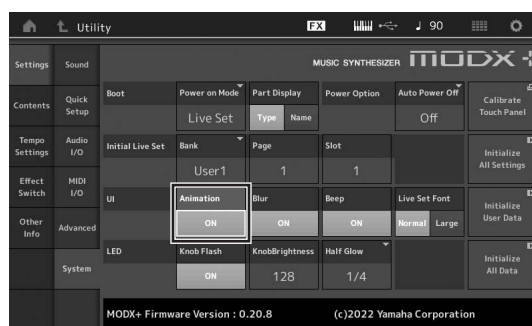 Utility FX 90
MUSIC SYNTHESIZER MODX+
Settings Sound
Contents Quick Setup
Tempo Settings Audio I/O
Effect Switch MIDI I/O
Other Info Advanced
System
Boot Power on Mode Part Display Power Option Auto Power Off Calibrate Touch Panel
Live Set Type Name Off
Initial Live Set Bank Page Slot Initialize All Settings
User1 1 1
UI Animation Blur Beep Live Set Font Initialize User Data
ON ON ON Normal Large
LED Knob Flash KnobBrightness Half Glow Initialize All Data
ON 128 1/4
MODX+ Firmware Version : 0.20.8 (c)2022 Yamaha Corporation